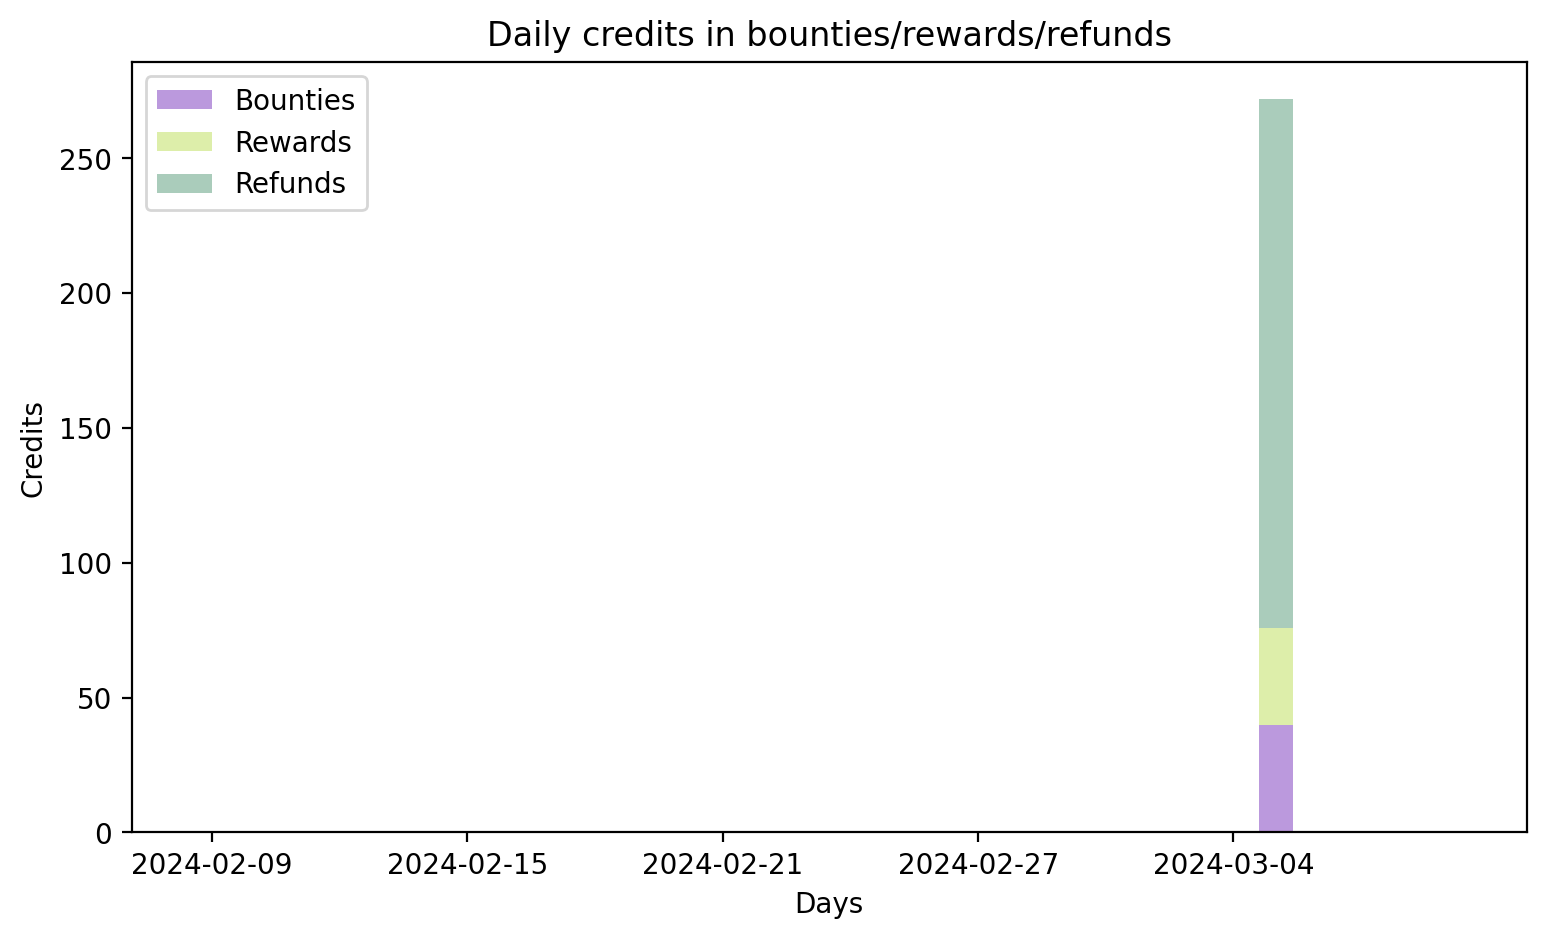 Daily credits in bounties/rewards/refunds
Bounties
Rewards
Refunds
250
200
150
100
50
0
Credits
2024-02-09 2024-02-15 2024-02-21 2024-02-27 2024-03-04
Days